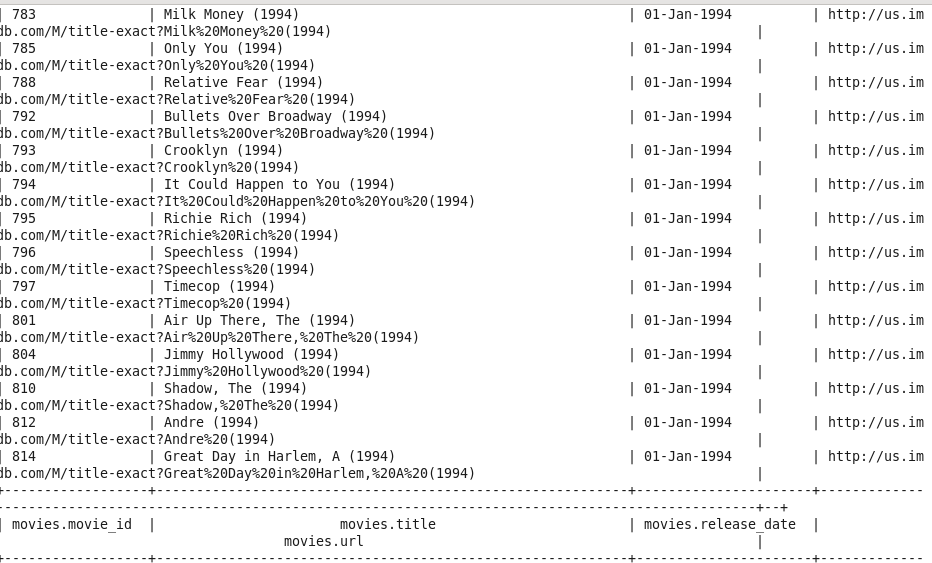 | 783 | Milk Money (1994) | 01-Jan-1994 | http://us.im
db.com/M/title-exact?Milk%20Money%20(1994) |
| 785 | Only You (1994) | 01-Jan-1994 | http://us.im
db.com/M/title-exact?Only%20You%20(1994) |
| 788 | Relative Fear (1994) | 01-Jan-1994 | http://us.im
db.com/M/title-exact?Relative%20Fear%20(1994) |
| 792 | Bullets Over Broadway (1994) | 01-Jan-1994 | http://us.im
db.com/M/title-exact?Bullets%20Over%20Broadway%20(1994) |
| 793 | Crooklyn (1994) | 01-Jan-1994 | http://us.im
db.com/M/title-exact?Crooklyn%20(1994) |
| 794 | It Could Happen to You (1994) | 01-Jan-1994 | http://us.im
db.com/M/title-exact?It%20Could%20Happen%20to%20You%20(1994) |
| 795 | Richie Rich (1994) | 01-Jan-1994 | http://us.im
db.com/M/title-exact?Richie%20Rich%20(1994) |
| 796 | Speechless (1994) | 01-Jan-1994 | http://us.im
db.com/M/title-exact?Speechless%20(1994) |
| 797 | Timecop (1994) | 01-Jan-1994 | http://us.im
db.com/M/title-exact?Timecop%20(1994) |
| 801 | Air Up There, The (1994) | 01-Jan-1994 | http://us.im
db.com/M/title-exact?Air%20Up%20There,%20The%20(1994) |
| 804 | Jimmy Hollywood (1994) | 01-Jan-1994 | http://us.im
db.com/M/title-exact?Jimmy%20Hollywood%20(1994) |
| 810 | Shadow, The (1994) | 01-Jan-1994 | http://us.im
db.com/M/title-exact?Shadow,%20The%20(1994) |
| 812 | Andre (1994) | 01-Jan-1994 | http://us.im
db.com/M/title-exact?Andre%20(1994) |
| 814 | Great Day in Harlem, A (1994) | 01-Jan-1994 | http://us.im
db.com/M/title-exact?Great%20Day%20in%20Harlem,%20A%20(1994) |
+------------------+-----------------------------------------------------------+----------------------+-------------
-----------------------------------------------------------------------------------------------+--+
| movies.movie_id | movies.title | movies.release_date |
movies.url |
+------------------+-----------------------------------------------------------+----------------------+-------------